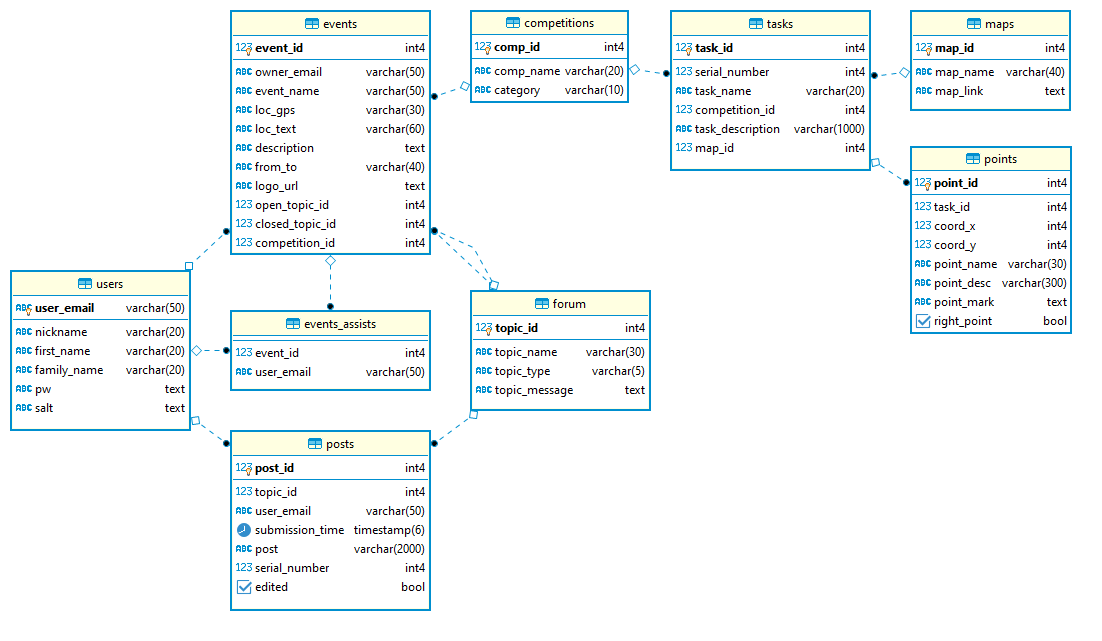 events
123 event_id int4
ABC owner_email varchar(50)
ABC event_name varchar(50)
ABC loc_gps varchar(30)
ABC loc_text varchar(60)
ABC description text
ABC from_to varchar(40)
ABC logo_url text
123 open_topic_id int4
123 closed_topic_id int4
123 competition_id int4
competitions
123 comp_id int4
ABC comp_name varchar(20)
ABC category varchar(10)
tasks
123 task_id int4
123 serial_number int4
ABC task_name varchar(20)
123 competition_id int4
ABC task_description varchar(1000)
123 map_id int4
maps
123 map_id int4
ABC map_name varchar(40)
ABC map_link text
points
123 point_id int4
123 task_id int4
123 coord_x int4
123 coord_y int4
ABC point_name varchar(30)
ABC point_desc varchar(300)
ABC point_mark text
right_point bool
users
ABC user_email varchar(50)
ABC nickname varchar(20)
ABC first_name varchar(20)
ABC family_name varchar(20)
ABC pw text
ABC salt text
events_assists
123 event_id int4
ABC user_email varchar(50)
forum
123 topic_id int4
ABC topic_name varchar(30)
ABC topic_type varchar(5)
ABC topic_message text
posts
123 post_id int4
123 topic_id int4
ABC user_email varchar(50)
submission_time timestamp(6)
ABC post varchar(2000)
123 serial_number int4
edited bool